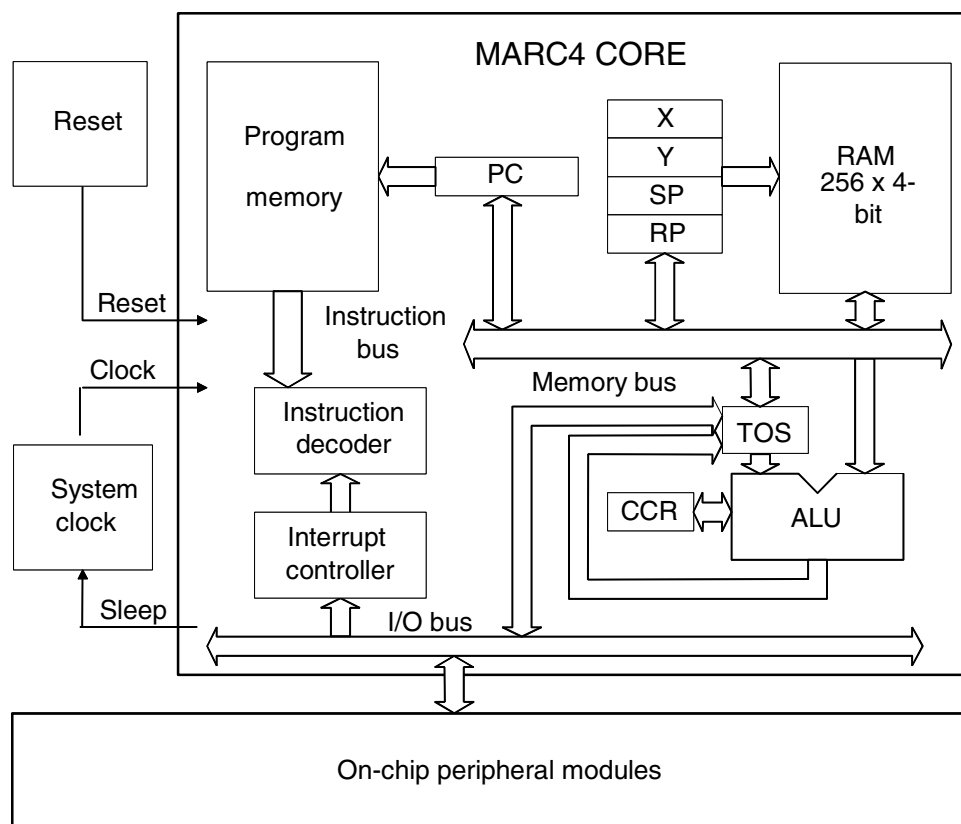 MARC4 CORE
Reset
Program
memory
PC
X
Y
SP
RP
RAM
256 x 4-
bit
Reset
Instruction
bus
Clock
Memory bus
Instruction
decoder
TOS
System
clock
CCR
ALU
Interrupt
controller
Sleep
I/O bus
On-chip peripheral modules